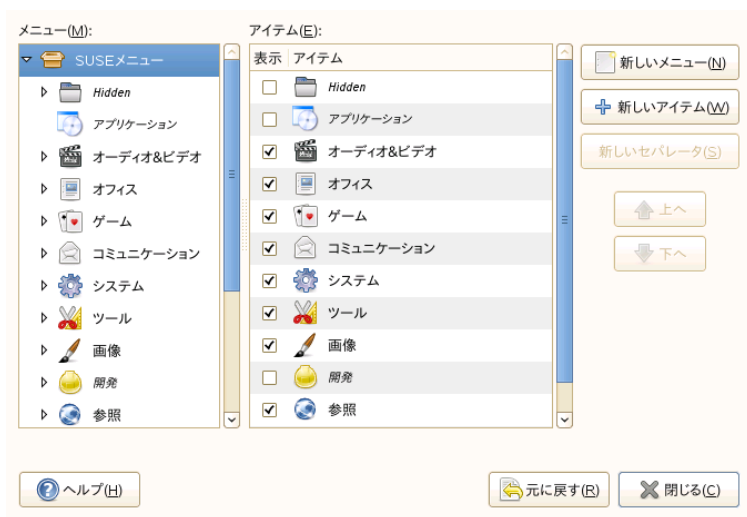 メニュー(M):
SUSEメニュー
Hidden
アプリケーション
オーディオ&ビデオ
オフィス
ゲーム
コミュニケーション
システム
ツール
画像
開発
参照
アイテム(E):
表示 アイテム
Hidden
アプリケーション
オーディオ&ビデオ
オフィス
ゲーム
コミュニケーション
システム
ツール
画像
開発
参照
新しいメニュー(N)
新しいアイテム(W)
新しいセパレータ(S)
上へ
下へ
ヘルプ(H)
元に戻す(R)
閉じる(C)